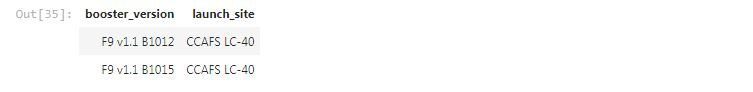 Out[35]: booster_version launch_site
F9 v1.1 B1012 CCAFS LC-40
F9 v1.1 B1015 CCAFS LC-40